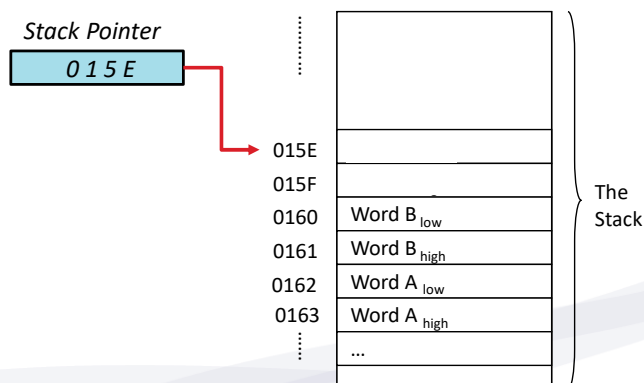 Stack Pointer
0 1 5 E
015E
015F
0160 Word B low
0161 Word B high
0162 Word A low
0163 Word A high
...
The
Stack